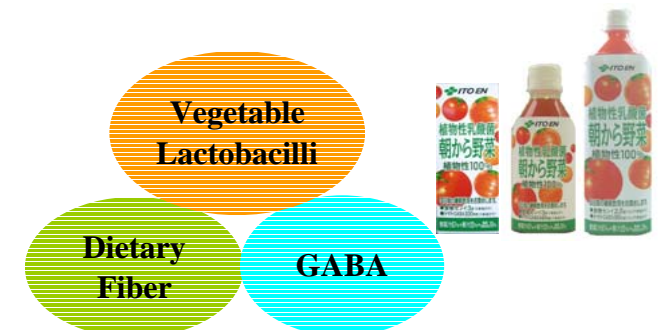 Vegetable
Lactobacilli
Dietary
Fiber
GABA
ITO EN
植物性乳酸菌
朝から野菜
植物性100%
ITO EN
植物性乳酸菌
朝から野菜
植物性100%
ITO EN
植物性乳酸菌
朝から野菜
植物性100%